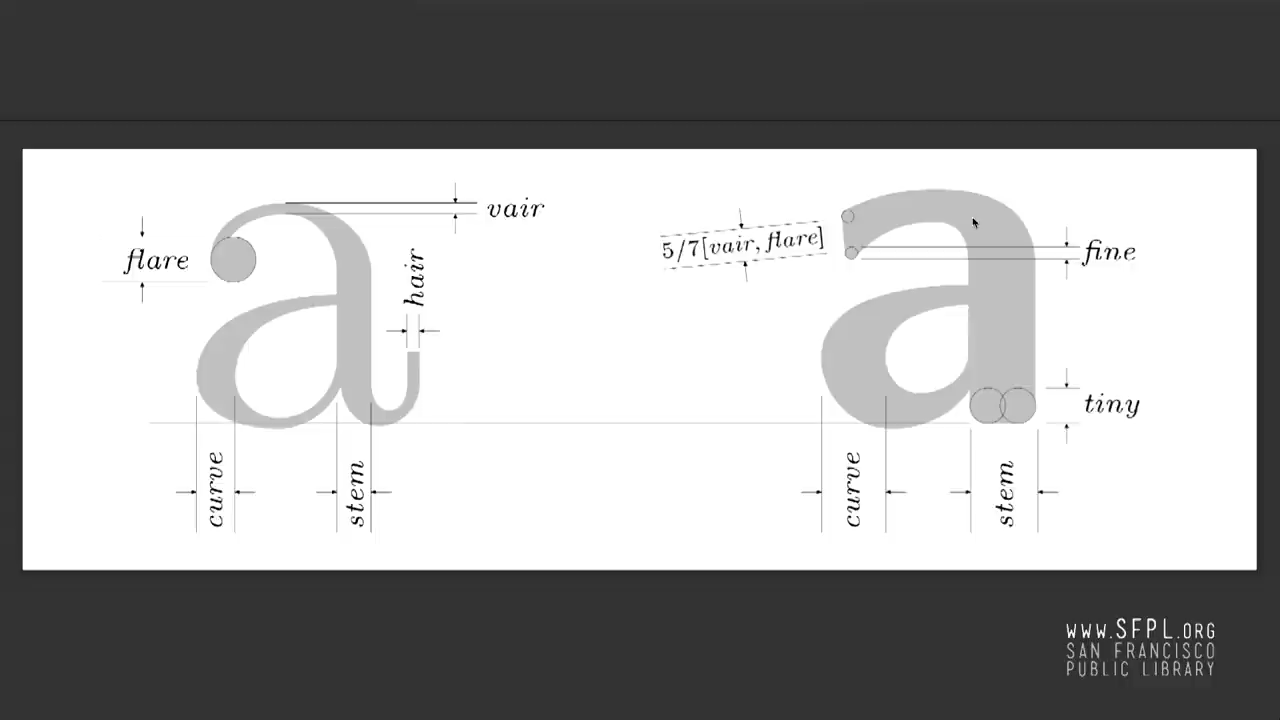 vair
flare
hair
curve
stem
5/7[vair, flare]
fine
tiny
curve
stem
www.SFPL.ORG
SAN FRANCISCO
PUBLIC LIBRARY